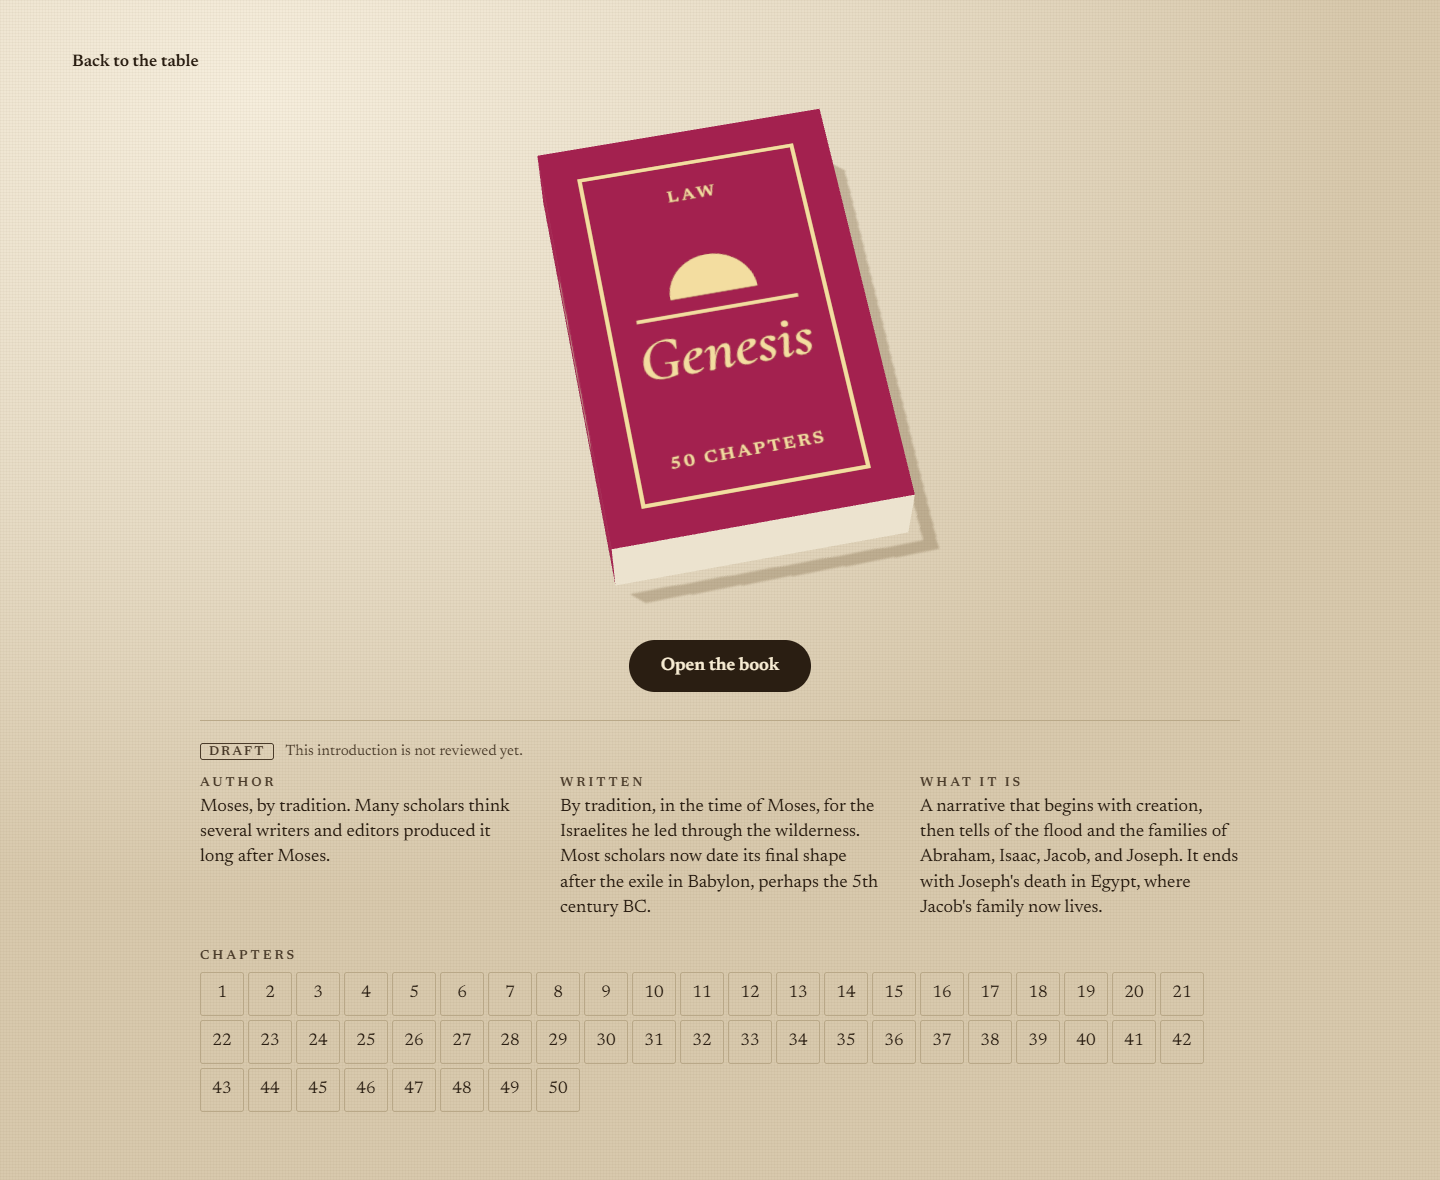 Back to the table
LAW
Genesis
50 CHAPTERS
Open the book
DRAFT This introduction is not reviewed yet.
AUTHOR
Moses, by tradition. Many scholars think
several writers and editors produced it
long after Moses.
WRITTEN
By tradition, in the time of Moses, for the
Israelites he led through the wilderness.
Most scholars now date its final shape
after the exile in Babylon, perhaps the 5th
century BC.
WHAT IT IS
A narrative that begins with creation,
then tells of the flood and the families of
Abraham, Isaac, Jacob, and Joseph. It ends
with Joseph's death in Egypt, where
Jacob's family now lives.
CHAPTERS
1 2 3 4 5 6 7 8 9 10 11 12 13 14 15 16 17 18 19 20 21
22 23 24 25 26 27 28 29 30 31 32 33 34 35 36 37 38 39 40 41 42
43 44 45 46 47 48 49 50